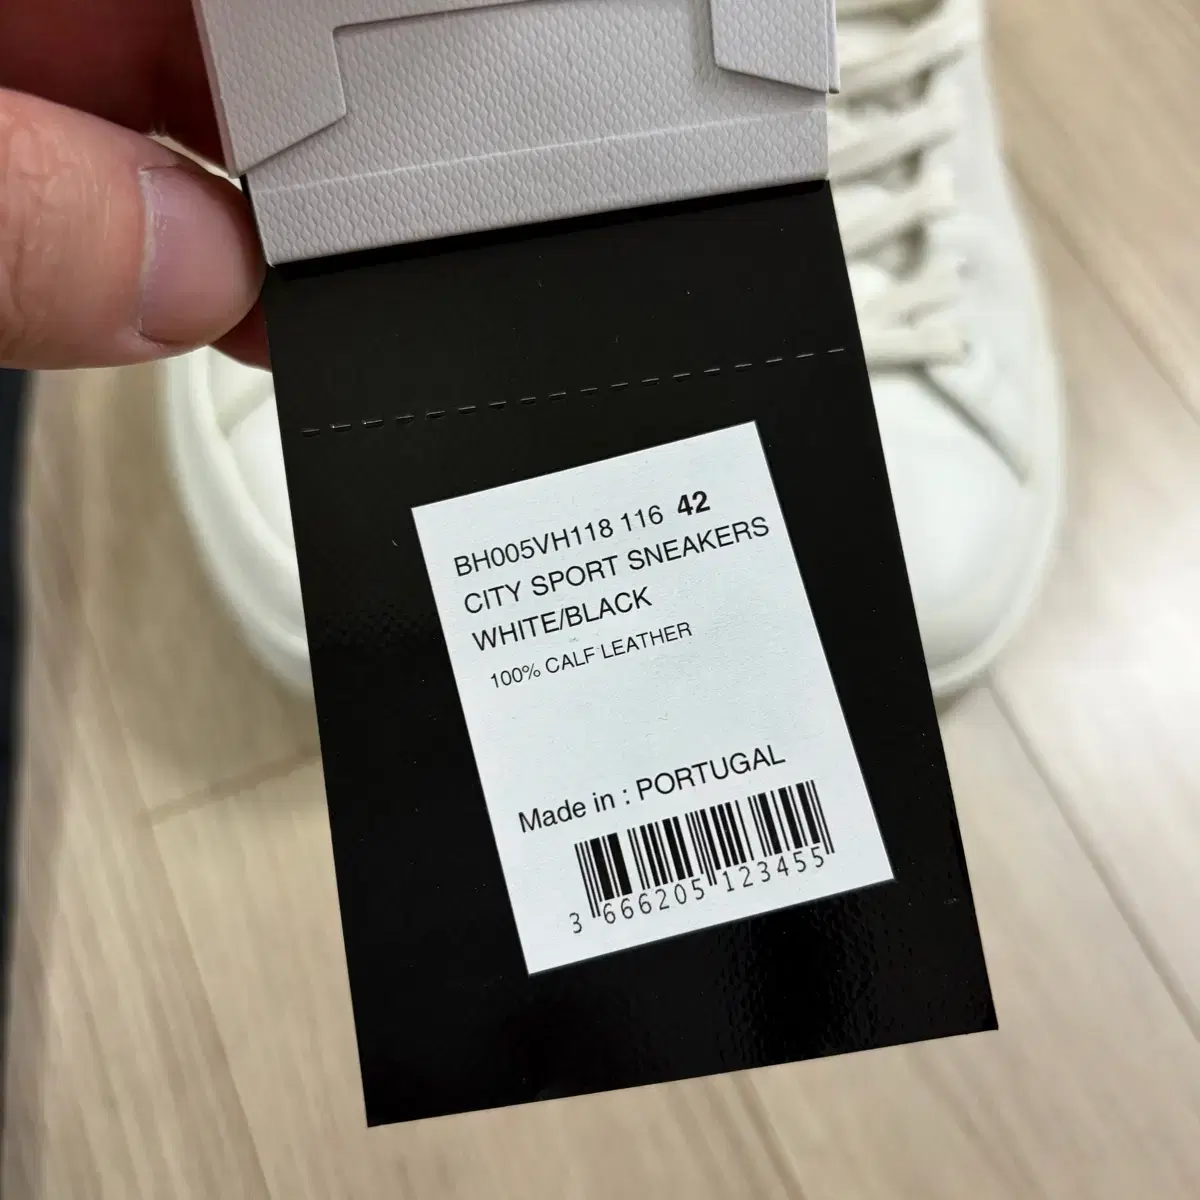 BH005VH118 116 42
CITY SPORT SNEAKERS
WHITE/BLACK
100% CALF LEATHER
Made in : PORTUGAL
3 666205 123455